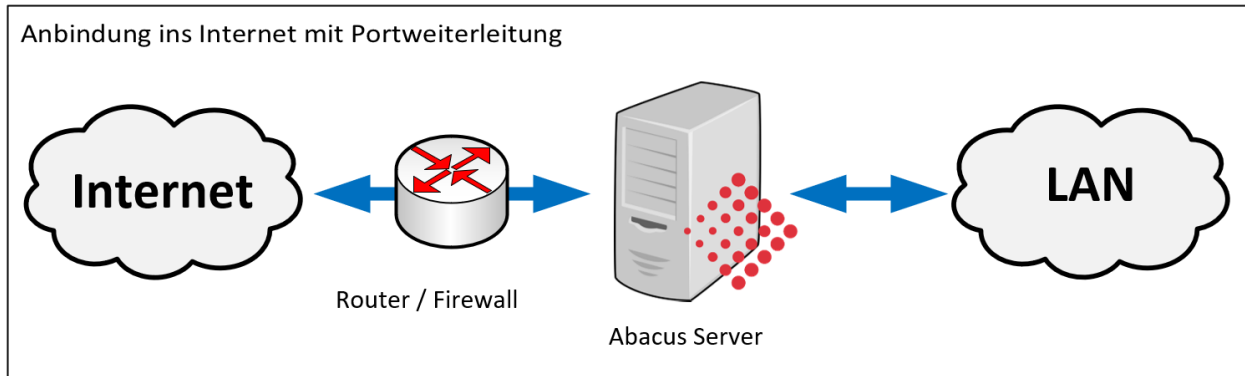 Anbindung ins Internet mit Portweiterleitung
Internet
LAN
Router / Firewall
Abacus Server